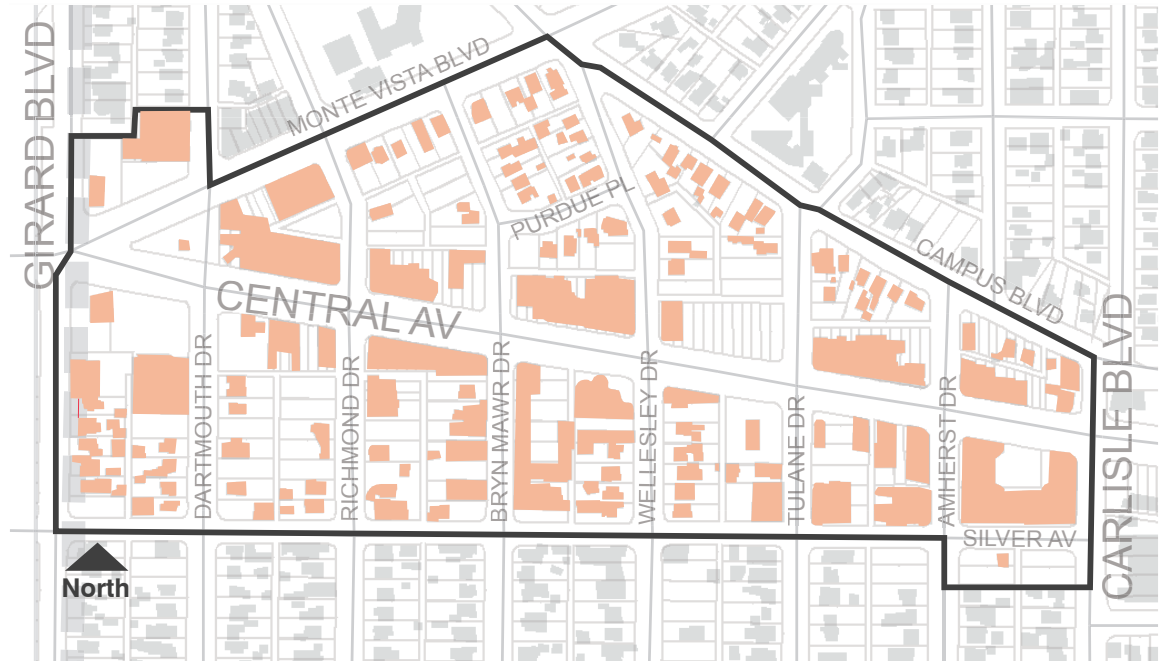 GIRARD BLVD
MONTE VISTA BLVD
PURDUE PL
CAMPUS BLVD
CENTRAL AV
CARLISLE BLVD
DARTMOUTH DR
RICHMOND DR
BRYN MAWR DR
WELLESLEY DR
TULANE DR
AMHERST DR
SILVER AV
North